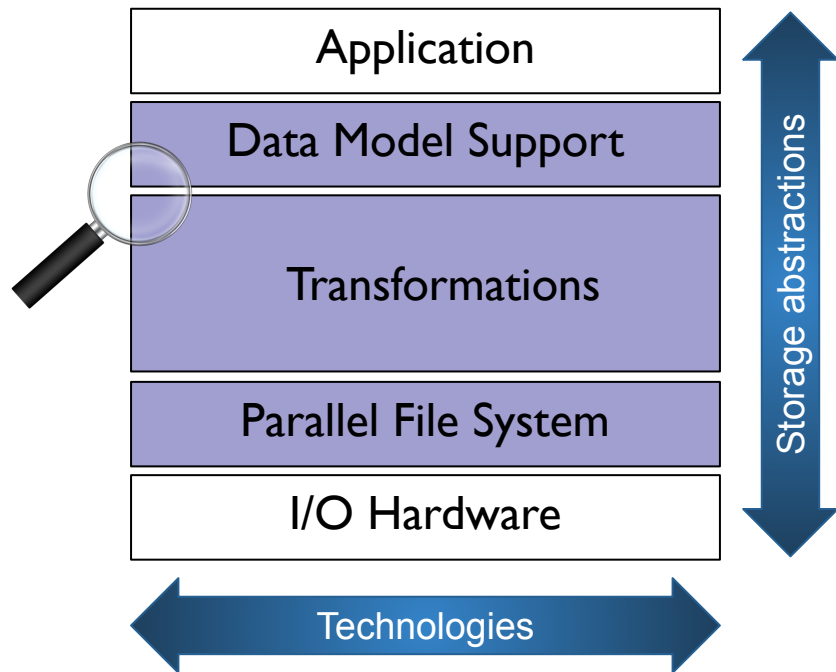 Application
Data Model Support
Transformations
Parallel File System
I/O Hardware
Storage abstractions
Technologies